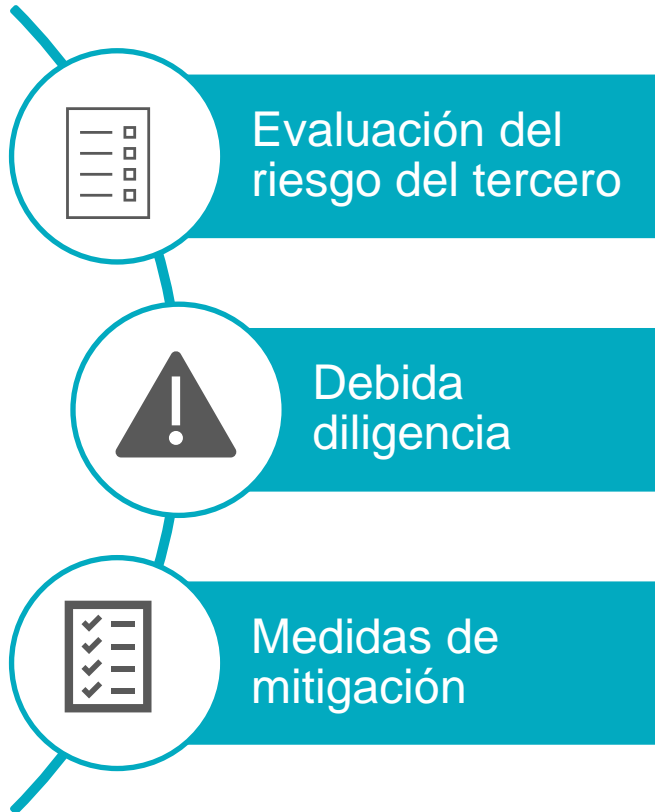 Evaluación del
riesgo del tercero
Debida
diligencia
Medidas de
mitigación